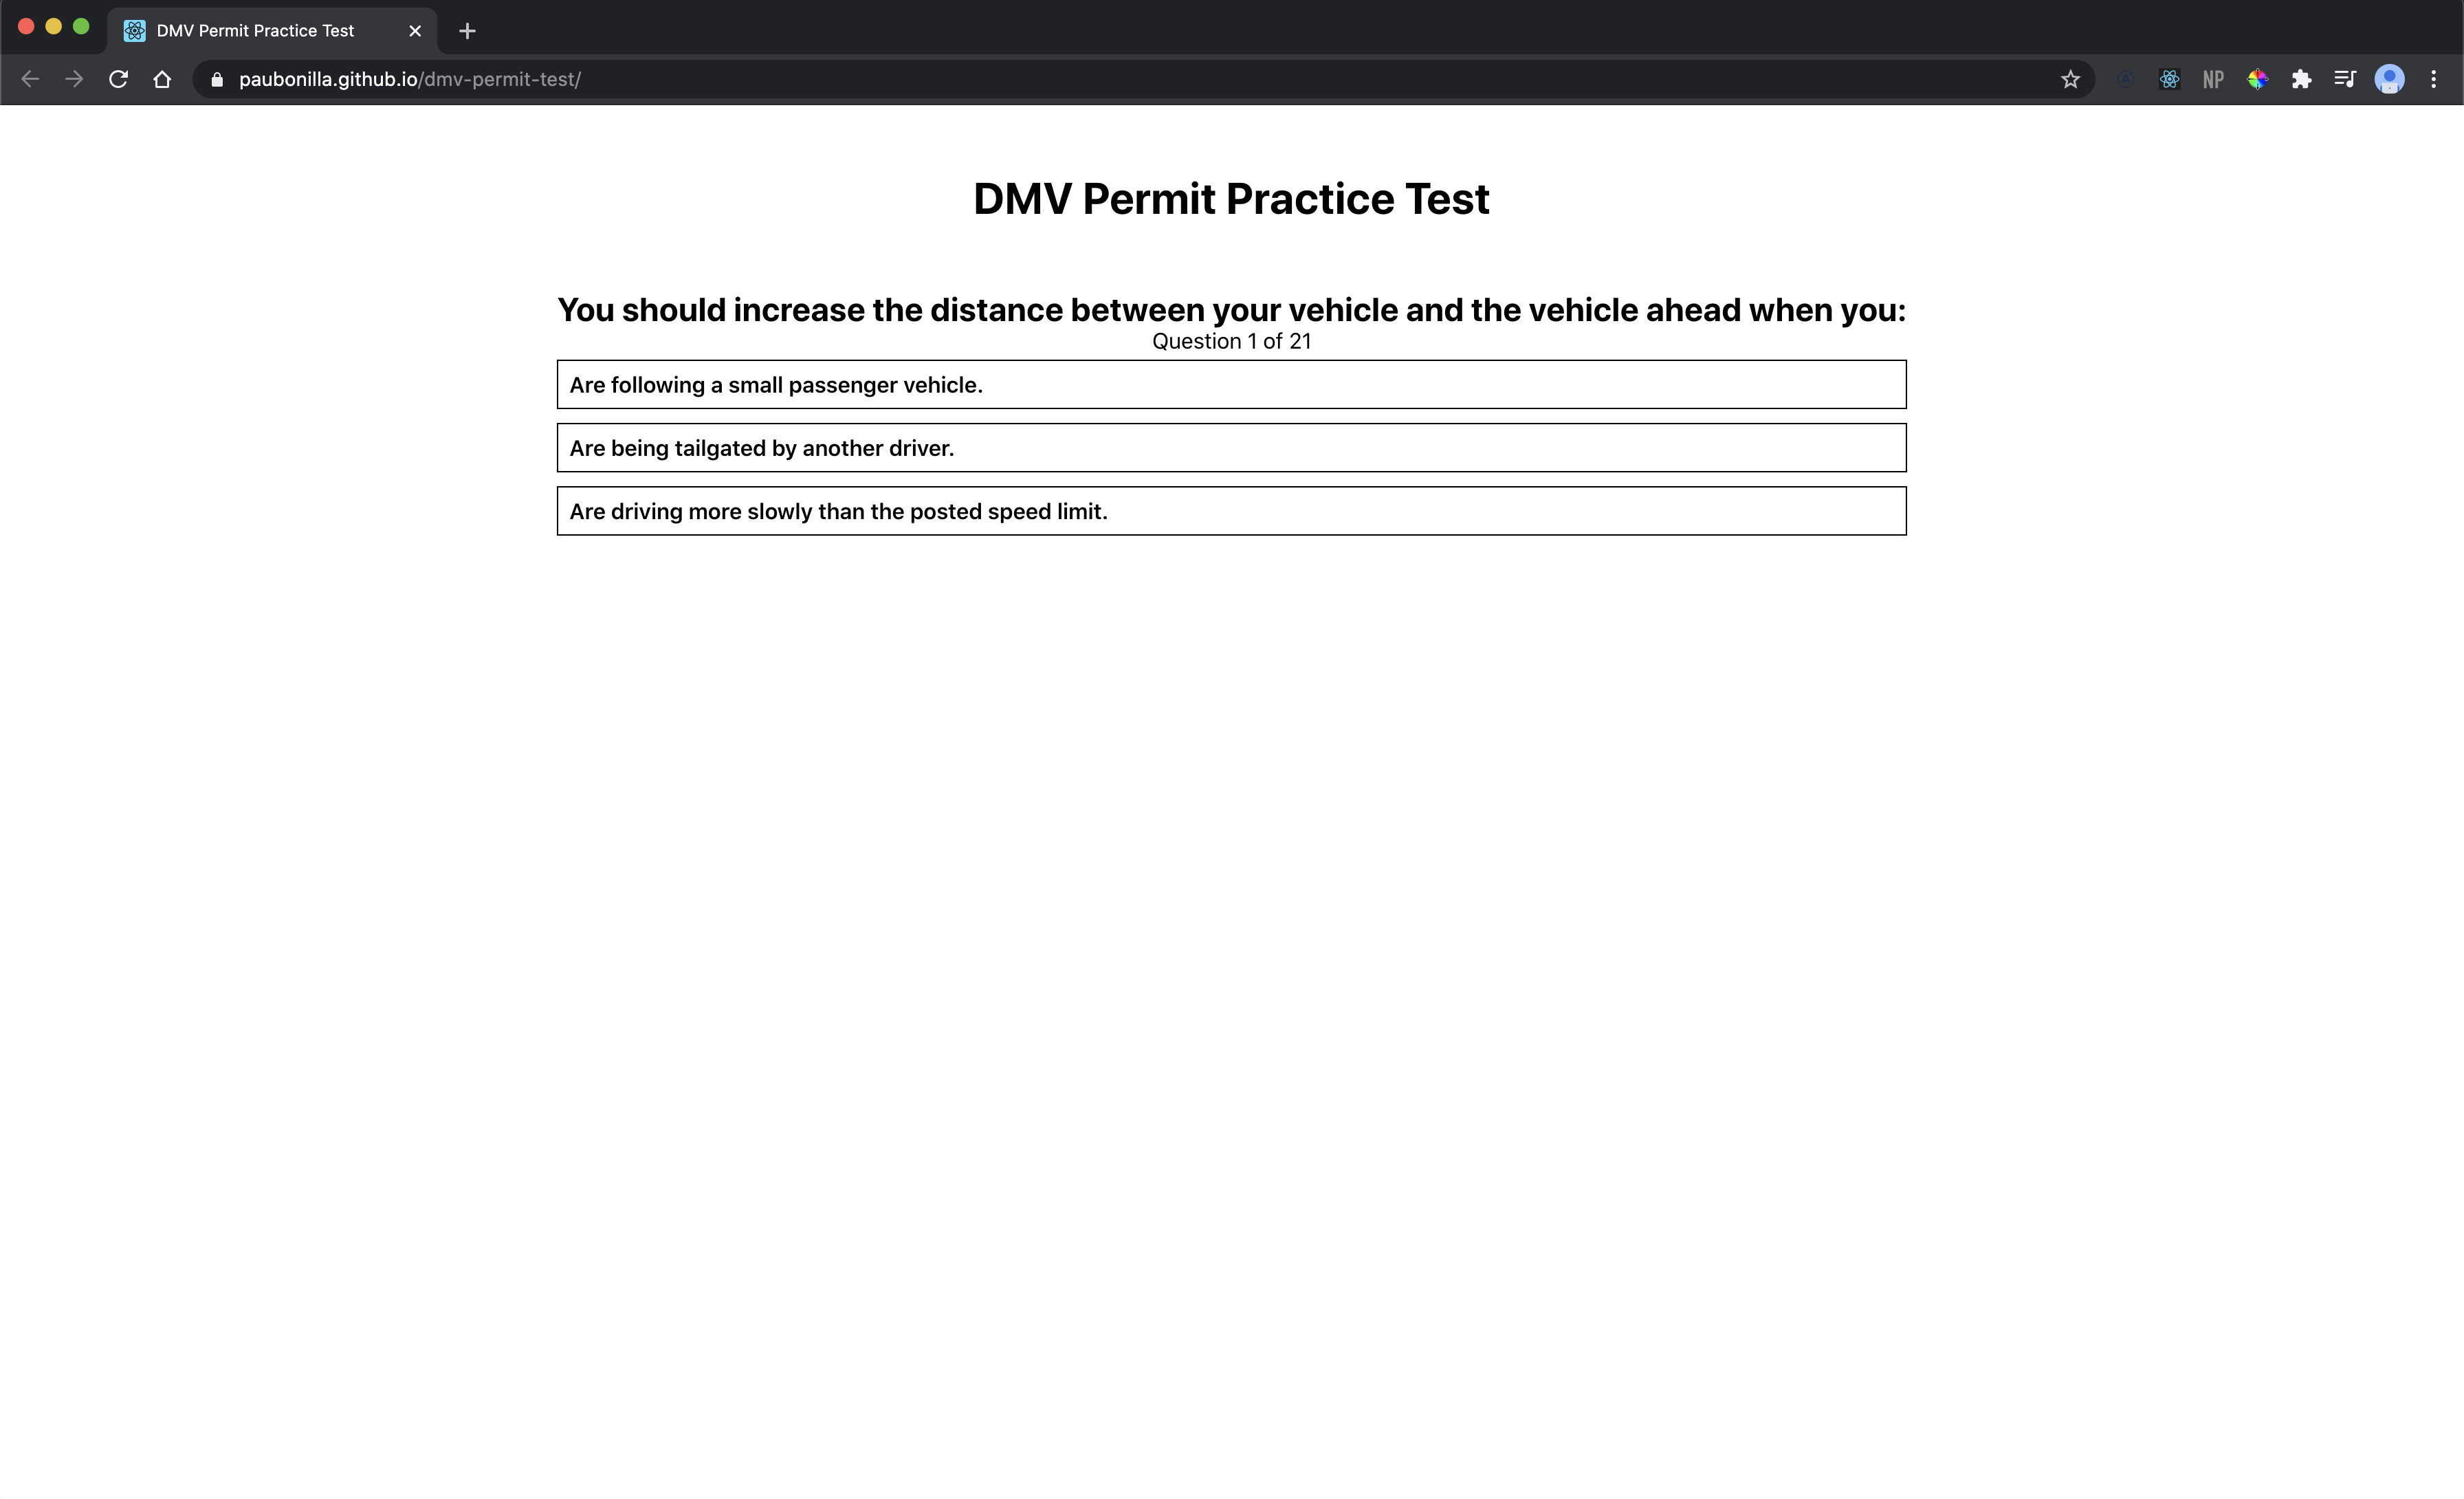 DMV Permit Practice Test
paubonilla.github.io/dmv-permit-test/
NP
DMV Permit Practice Test
You should increase the distance between your vehicle and the vehicle ahead when you:
Question 1 of 21
Are following a small passenger vehicle.
Are being tailgated by another driver.
Are driving more slowly than the posted speed limit.